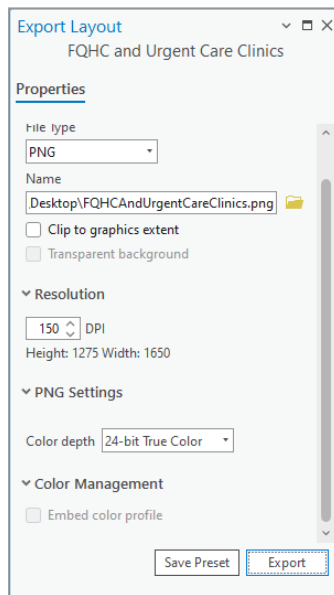 Export Layout
FQHC and Urgent Care Clinics
Properties
File Type
PNG
Name
.Desktop\FQHCAndUrgentCareClinics.png
Clip to graphics extent
Transparent background
Resolution
150 DPI
Height: 1275 Width: 1650
PNG Settings
Color depth 24-bit True Color
Color Management
Embed color profile
Save Preset Export